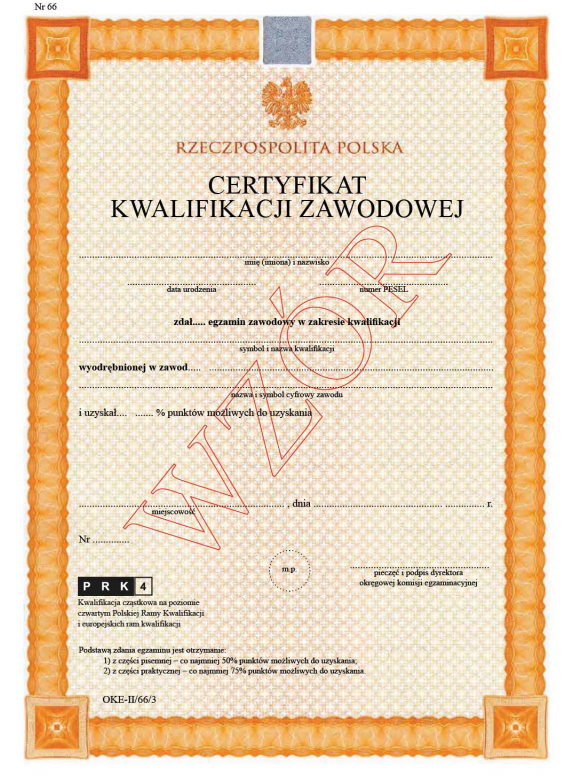 Nr 66
RZECZPOSPOLITA POLSKA
CERTYFIKAT
KWALIFIKACJI ZAWODOWEJ
imię (imiona) i nazwisko
data urodzenia numer PESEL
zdał..... egzamin zawodowy w zakresie kwalifikacji
symbol i nazwa kwalifikacji
wyodrębnionej w zawod.....
nazwa i symbol cyfrowy zawodu
i uzyskał.... ....... % punktów możliwych do uzyskania
WZÓR
, dnia r.
miejscowość
Nr ..............
m.p.
pieczęć i podpis dyrektora
okręgowej komisji egzaminacyjnej
PRK4
Kwalifikacja cząstkowa na poziomie
czwartym Polskiej Ramy Kwalifikacji
i europejskich ram kwalifikacji
Podstawą zdania egzaminu jest otrzymanie:
1) z części pisemnej – co najmniej 50% punktów możliwych do uzyskania;
2) z części praktycznej – co najmniej 75% punktów możliwych do uzyskania.
OKE-II/66/3